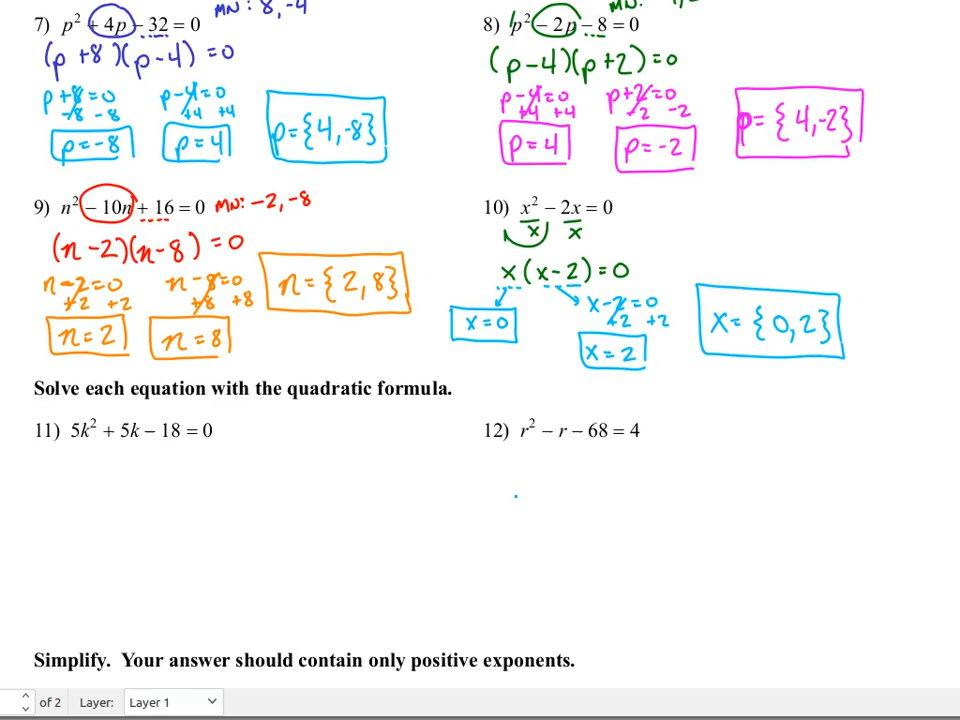 MN: 8, -4
MN:
7) p² + 4p - 32 = 0
8) p² - 2p - 8 = 0
(p +8)(p-4) = 0
(p-4)(p+2) = 0
p+8=0 p-4=0
-8 -8 +4 +4
p=-8 p=4 p={4,-8}
p-4=0 p+2=0
+4 +4 -2 -2
p=4 p=-2 p={4,-2}
9) n² - 10n + 16 = 0 MN: -2, -8
(n-2)(n-8) = 0
n-2=0 n-8=0
+2 +2 +8 +8
n=2 n=8 n={2,8}
10) x² - 2x = 0
x x
x(x-2)=0
x=0 x-2=0
+2 +2
x=2 x={0,2}
Solve each equation with the quadratic formula.
11) 5k² + 5k - 18 = 0
12) r² - r - 68 = 4
Simplify. Your answer should contain only positive exponents.
of 2 Layer: Layer 1